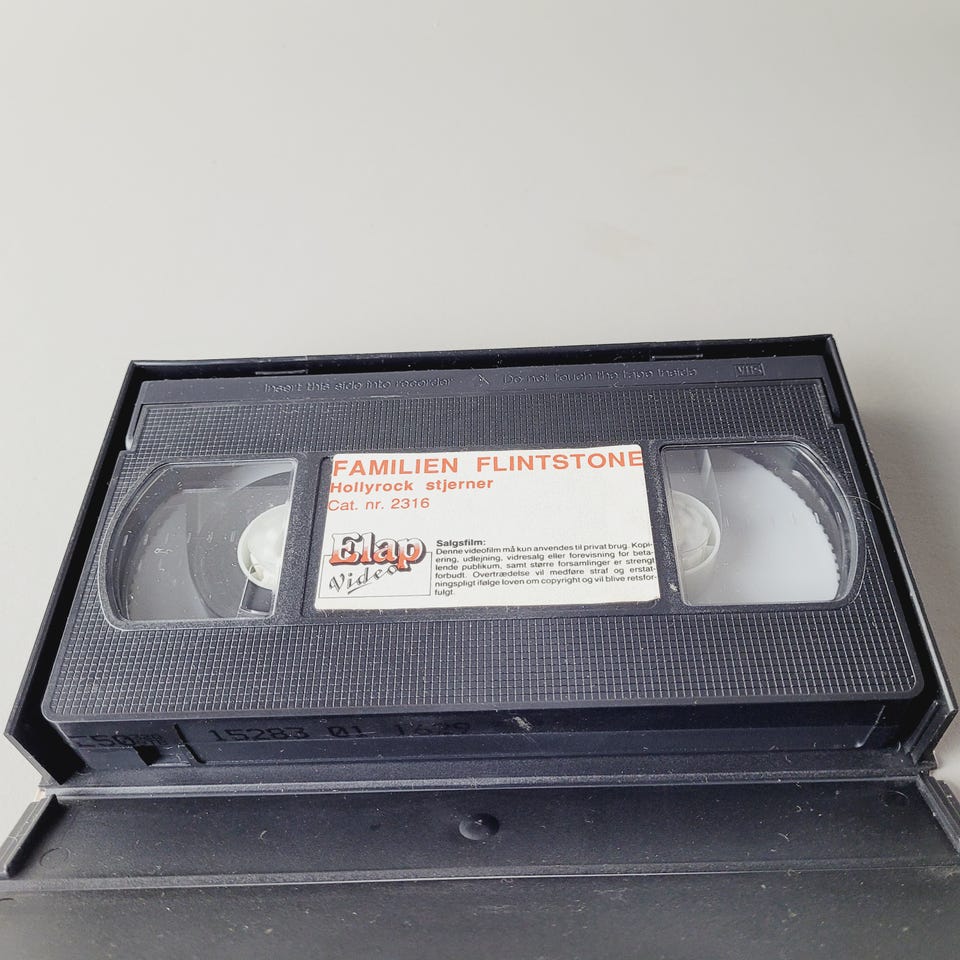 Insert this side into recorder Do not touch the tape inside VHS
FAMILIEN FLINTSTONE
Hollyrock stjerner
Cat. nr. 2316
Elap
Video
Salgsfilm:
Denne videofilm må kun anvendes til privat brug. Kopi-
ering, udlejning, vidresalg eller forevisning for beta-
lende publikum, samt større forsamlinger er strengt
forbudt. Overtrædelse vil medføre straf og erstat-
ningspligt ifølge loven om copyright og vil blive retsfor-
fulgt.
15283 01 1629